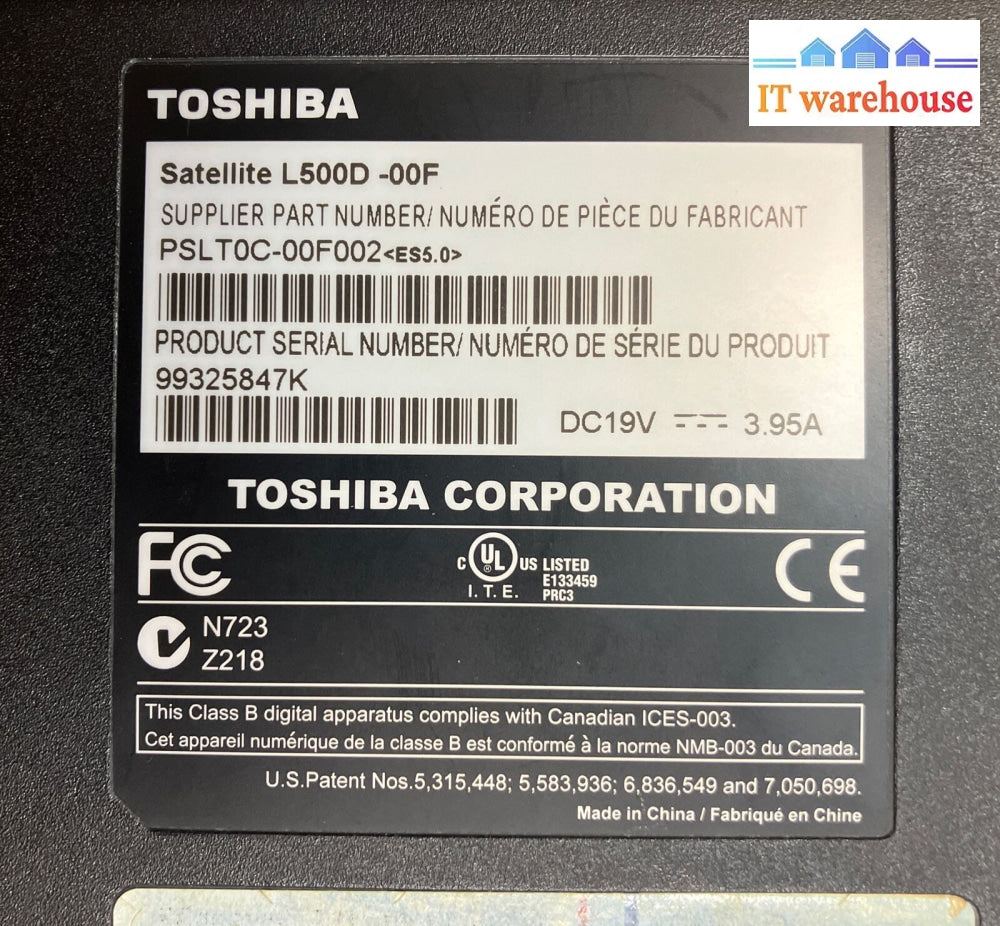 IT warehouse
TOSHIBA
Satellite L500D -00F
SUPPLIER PART NUMBER/ NUMÉRO DE PIÈCE DU FABRICANT
PSLT0C-00F002<ES5.0>
PRODUCT SERIAL NUMBER/ NUMÉRO DE SÉRIE DU PRODUIT
99325847K
DC19V 3.95A
TOSHIBA CORPORATION
FC
C UL ® US LISTED
I. T. E.
E133459
PRC3
CE
N723
Z218
This Class B digital apparatus complies with Canadian ICES-003.
Cet appareil numérique de la classe B est conformé à la norme NMB-003 du Canada.
U.S.Patent Nos.5,315,448; 5,583,936; 6,836,549 and 7,050,698.
Made in China / Fabriqué en Chine